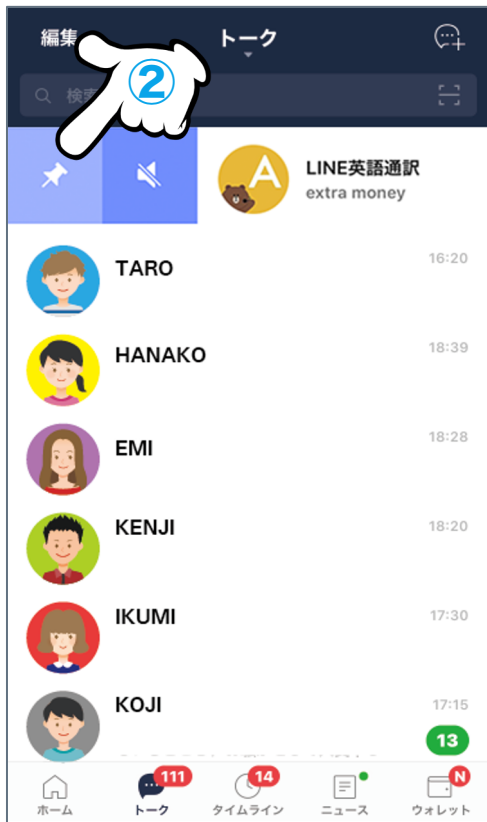 編集
トーク
②
検索
LINE英語通訳
extra money
TARO
16:20
HANAKO
18:39
EMI
18:28
KENJI
18:20
IKUMI
17:30
KOJI
17:15
13
111
14
N
ホーム
トーク
タイムライン
ニュース
ウォレット